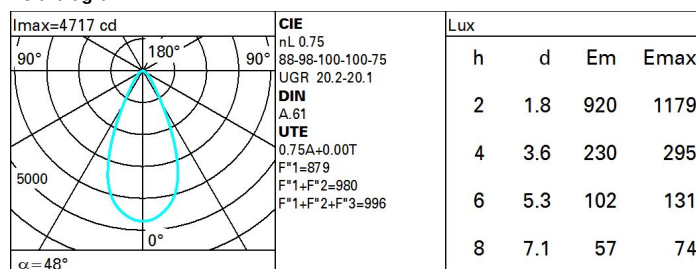 Imax=4717 cd
90°
180°
90°
5000
0°
α=48°
CIE
nL 0.75
88-98-100-100-75
UGR 20.2-20.1
DIN
A.61
UTE
0.75A+0.00T
F"1=879
F"1+F"2=980
F"1+F"2+F"3=996
Lux
h d Em Emax
2 1.8 920 1179
4 3.6 230 295
6 5.3 102 131
8 7.1 57 74